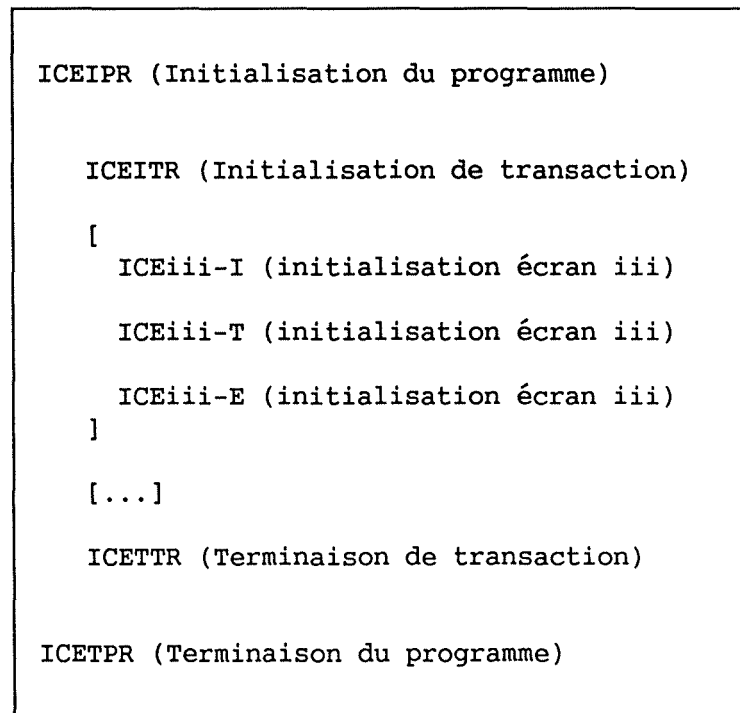 ICEIPR (Initialisation du programme)
ICEITR (Initialisation de transaction)
[
ICEiii-I (initialisation écran iii)
ICEiii-T (initialisation écran iii)
ICEiii-E (initialisation écran iii)
]
[...]
ICETTR (Terminaison de transaction)
ICETPR (Terminaison du programme)